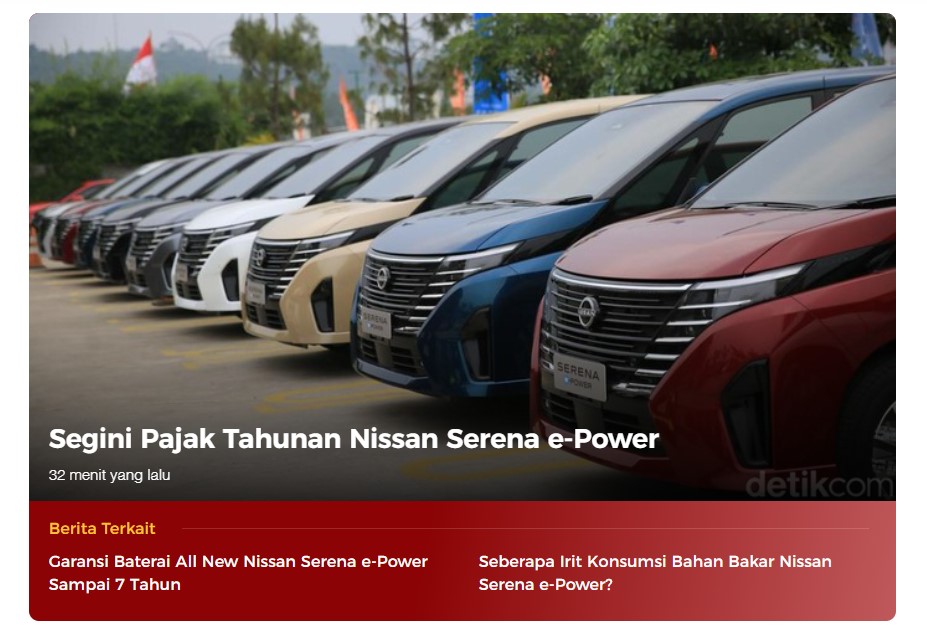 Segini Pajak Tahunan Nissan Serena e-Power
32 menit yang lalu
detikcom
SERENA
e-POWER
SERENA
e-POWER
NISSAN
Berita Terkait
Garansi Baterai All New Nissan Serena e-Power
Sampai 7 Tahun
Seberapa Irit Konsumsi Bahan Bakar Nissan
Serena e-Power?